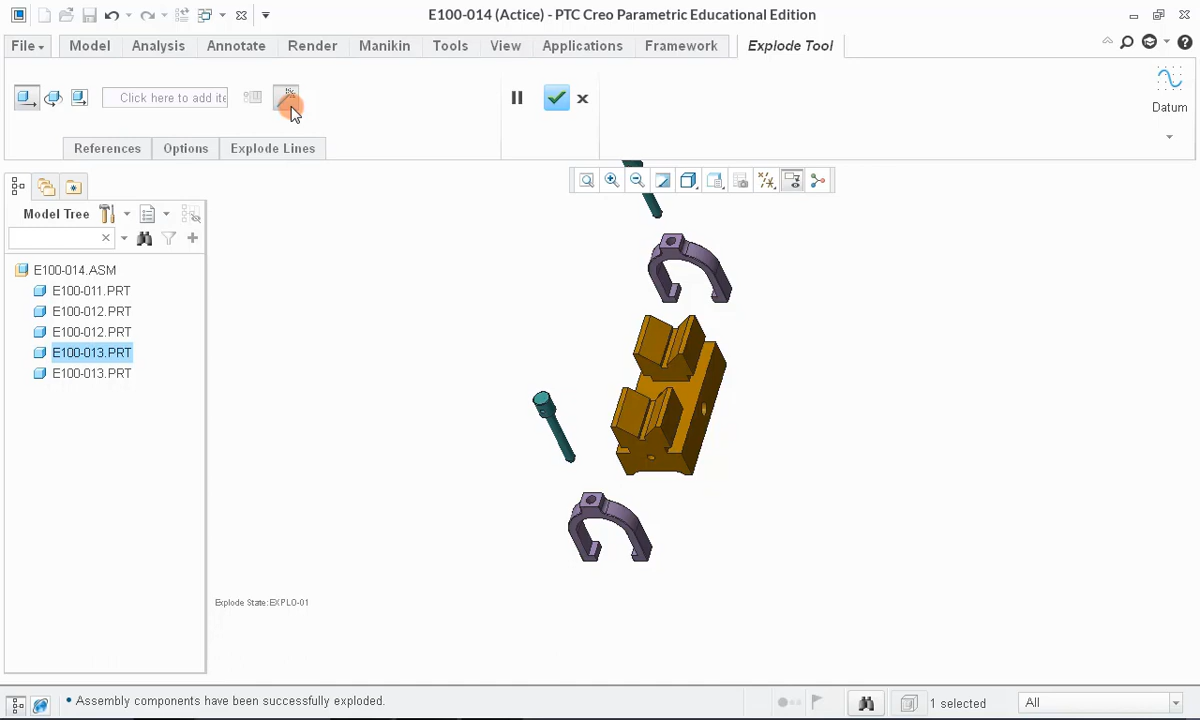 E100-014 (Actice) - PTC Creo Parametric Educational Edition
File Model Analysis Annotate Render Manikin Tools View Applications Framework Explode Tool
Click here to add ite
Datum
References Options Explode Lines
Model Tree
E100-014.ASM
E100-011.PRT
E100-012.PRT
E100-012.PRT
E100-013.PRT
E100-013.PRT
Explode State:EXPLO-01
Assembly components have been successfully exploded.
1 selected
All